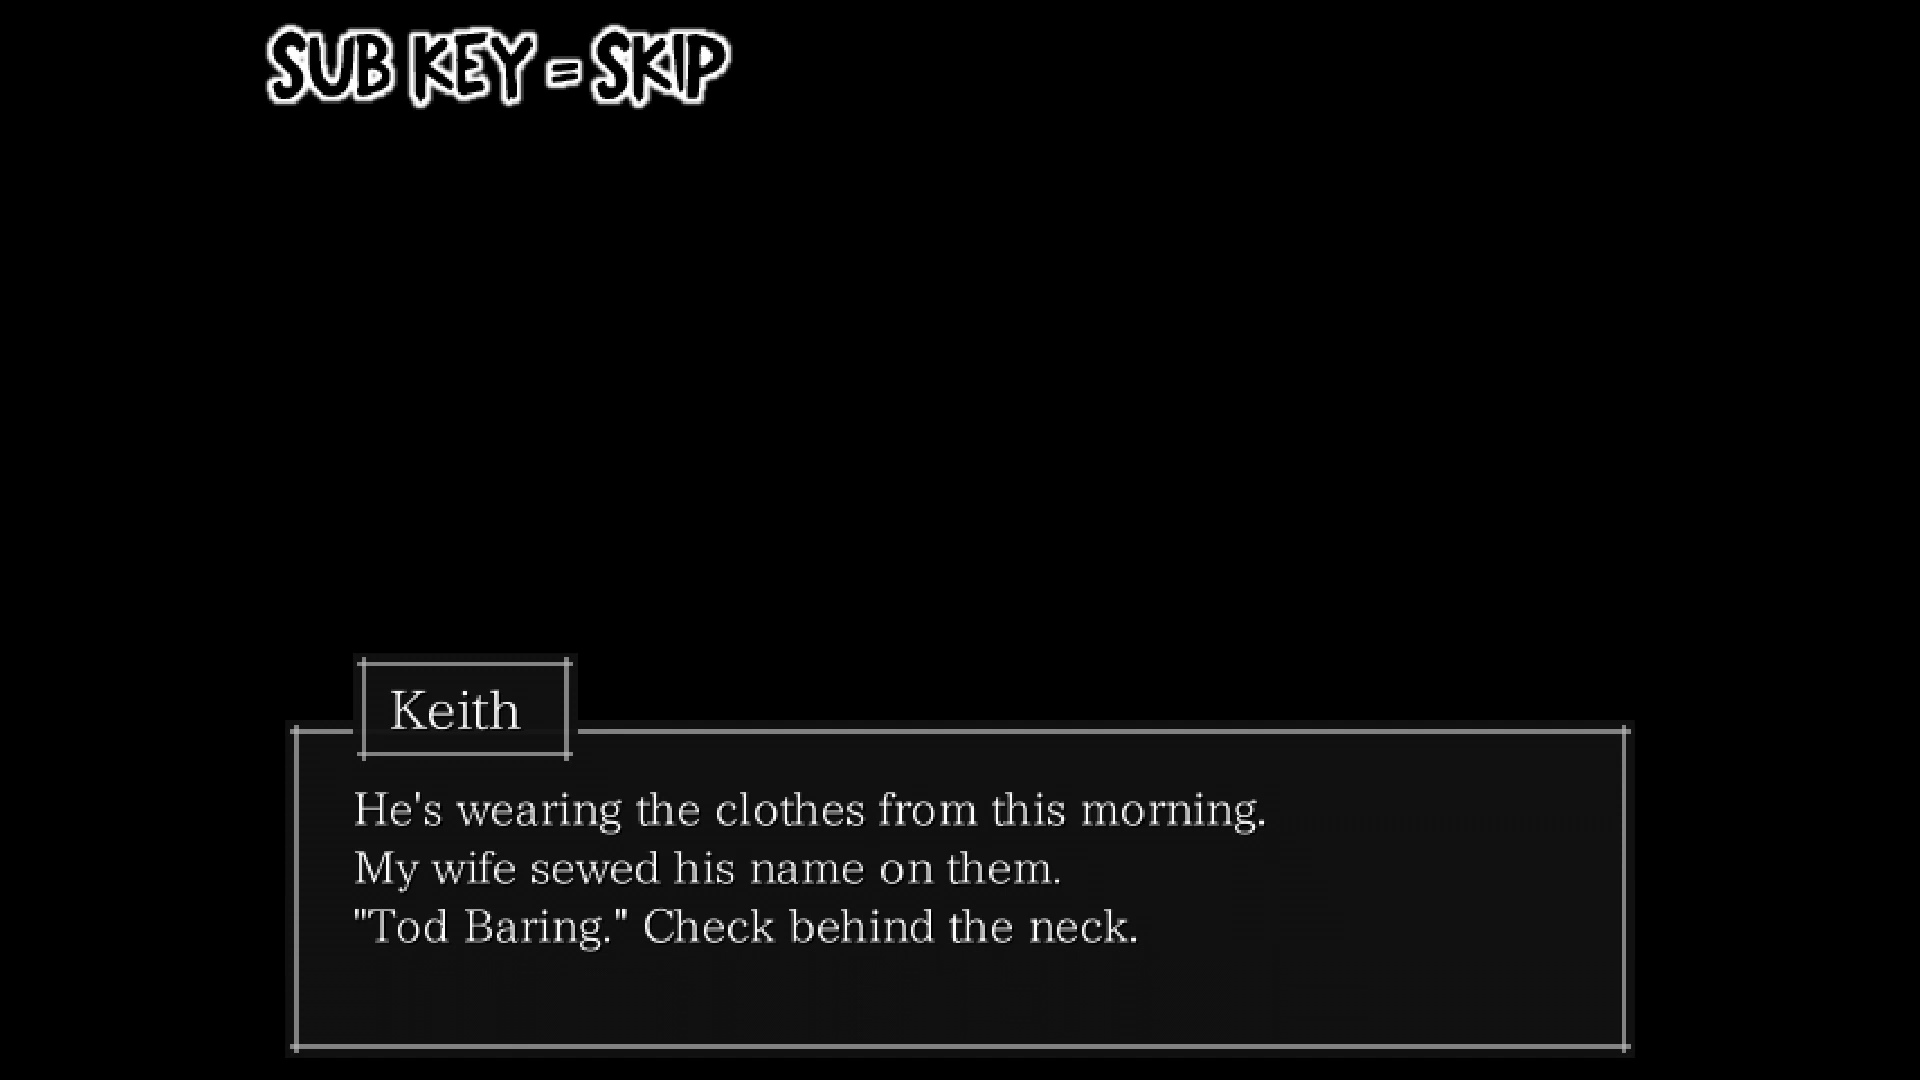 SUB KEY = SKIP
Keith
He's wearing the clothes from this morning.
My wife sewed his name on them.
"Tod Baring." Check behind the neck.